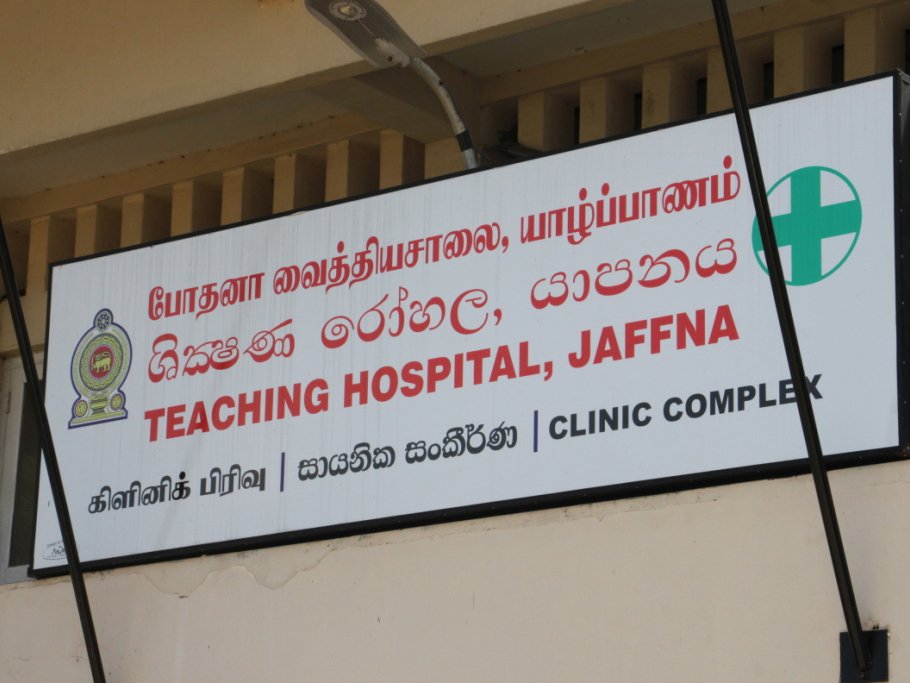 போதனா வைத்தியசாலை, யாழ்ப்பாணம்
ශික්ෂණ රෝහල, යාපනය
TEACHING HOSPITAL, JAFFNA
கிளினிக் பிரிவு | සායනික සංකීර්ණ | CLINIC COMPLEX